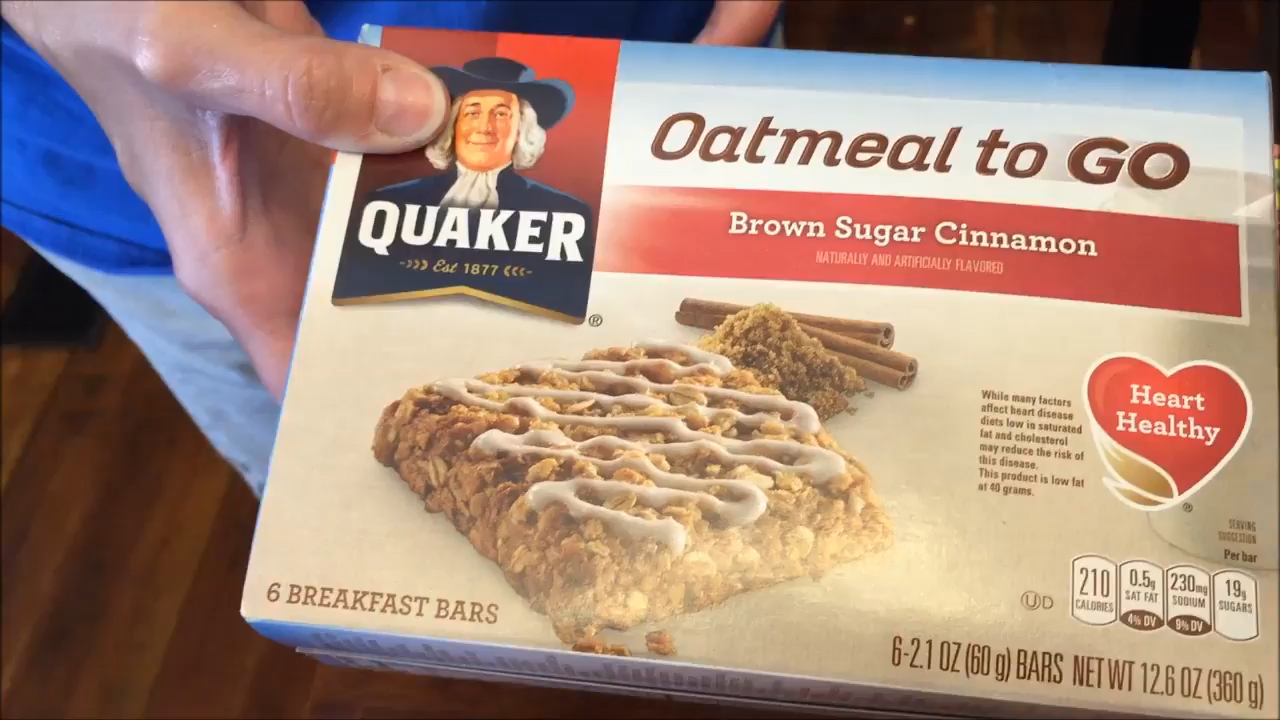 Oatmeal to GO
QUAKER
Est 1877
®
Brown Sugar Cinnamon
NATURALLY AND ARTIFICIALLY FLAVORED
While many factors
affect heart disease
diets low in saturated
fat and cholesterol
may reduce the risk of
this disease.
This product is low fat
at 40 grams.
Heart
Healthy
®
SERVING
SUGGESTION
Per bar
210
CALORIES
0.5g
SAT FAT
4% DV
230mg
SODIUM
9% DV
19g
SUGARS
UD
6 BREAKFAST BARS
6-2.1 OZ (60 g) BARS NET WT 12.6 OZ (360 g)